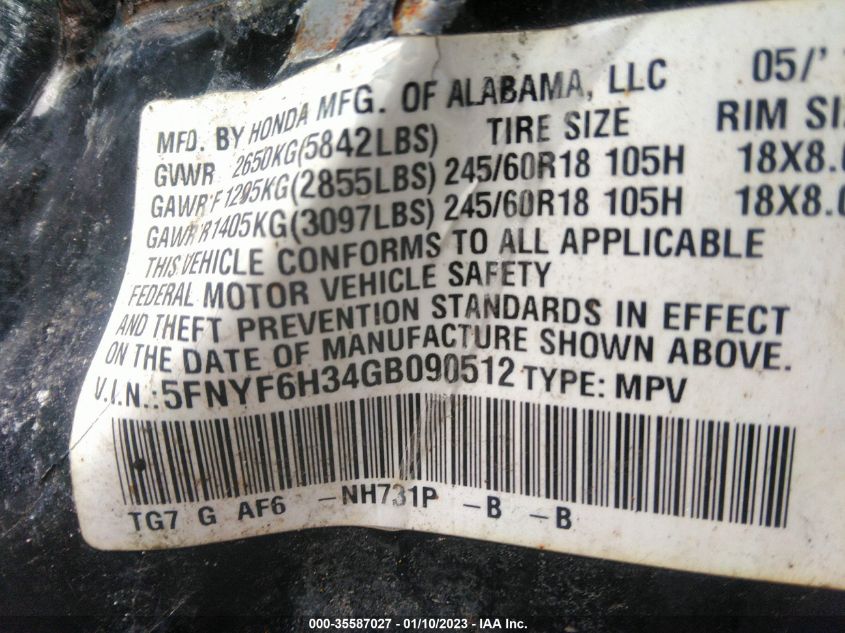 MFD. BY HONDA MFG. OF ALABAMA, LLC 05/'
GVWR 2650KG(5842LBS) TIRE SIZE RIM
GAWR F1295KG(2855LBS) 245/60R18 105H 18X8.
GAWR R1405KG(3097LBS) 245/60R18 105H 18X8.
THIS VEHICLE CONFORMS TO ALL APPLICABLE
FEDERAL MOTOR VEHICLE SAFETY
AND THEFT PREVENTION STANDARDS IN EFFECT
ON THE DATE OF MANUFACTURE SHOWN ABOVE.
V.I.N.:5FNYF6H34GB090512 TYPE: MPV
TG7 G AF6 -NH731P -B -B
000-35587027 - 01/10/2023 - IAA Inc.